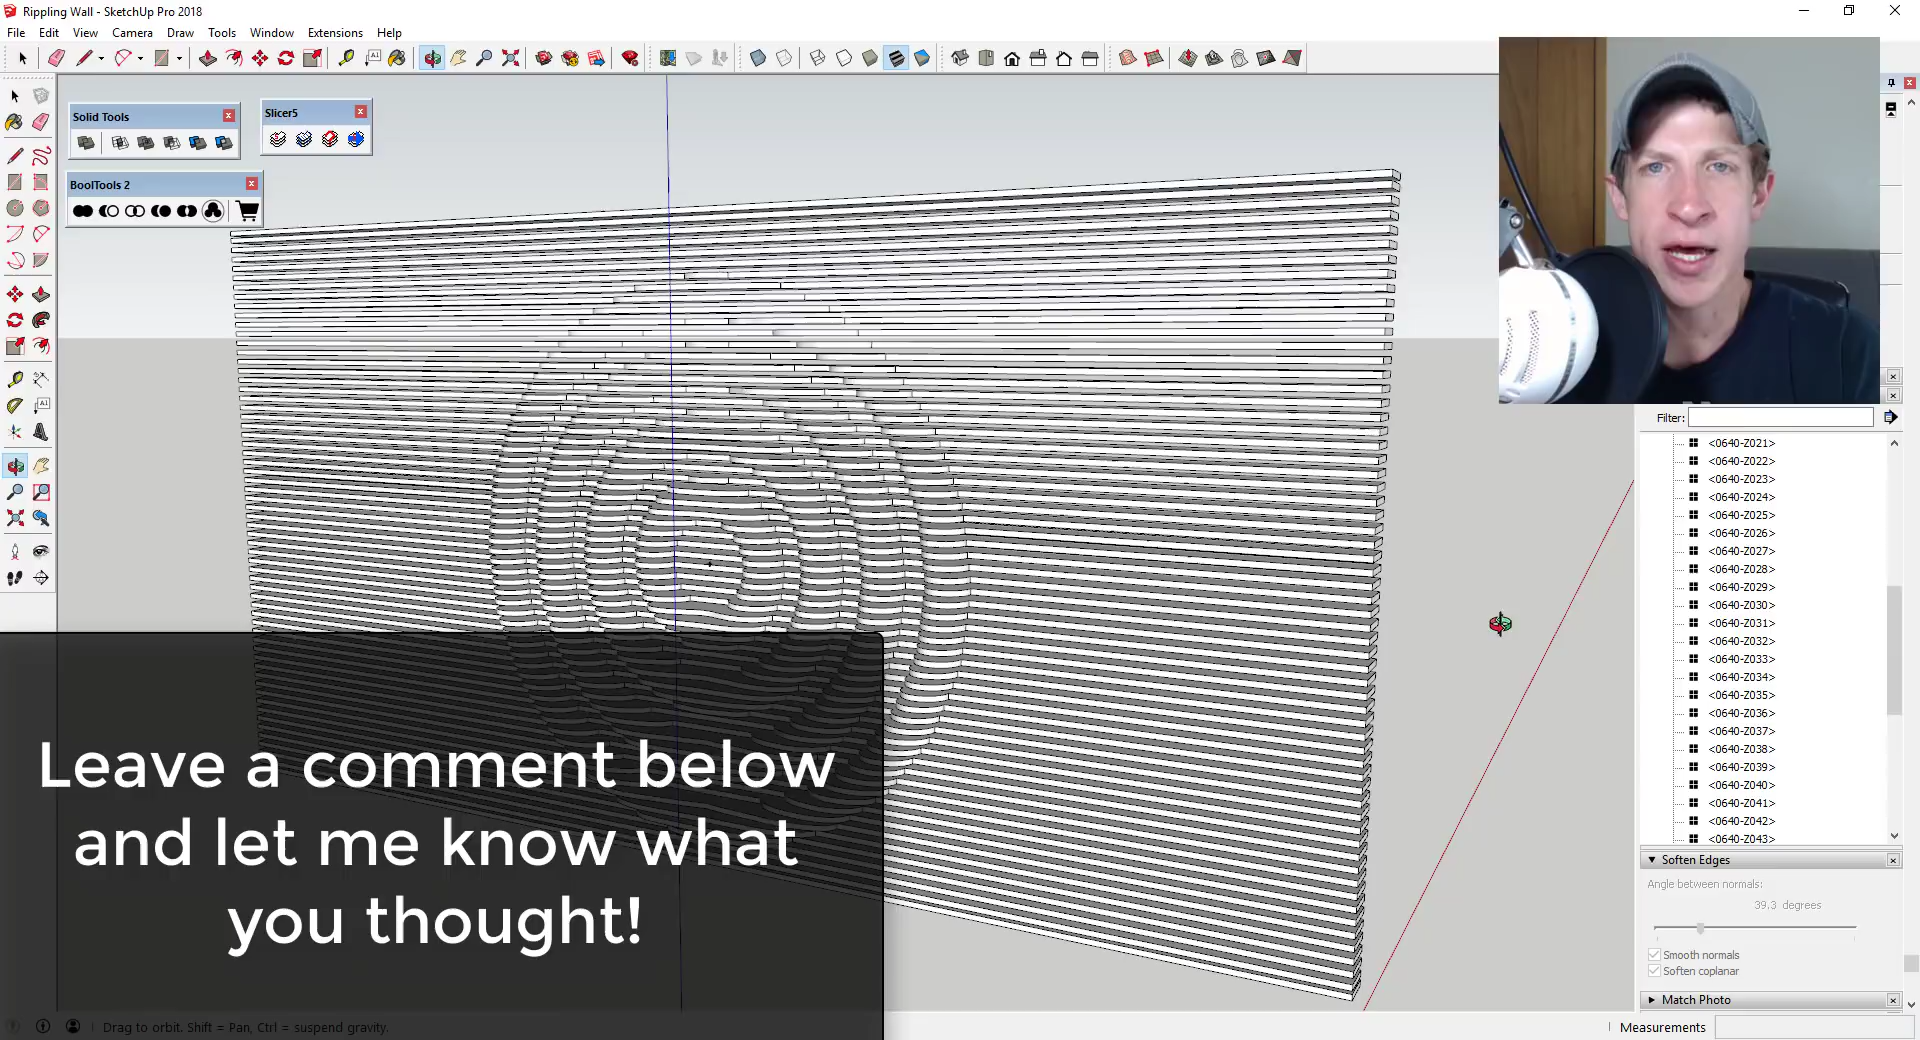 Rippling Wall - SketchUp Pro 2018
File Edit View Camera Draw Tools Window Extensions Help
Solid Tools
Slicer5
BoolTools 2
Filter:
<0640-Z021>
<0640-Z022>
<0640-Z023>
<0640-Z024>
<0640-Z025>
<0640-Z026>
<0640-Z027>
<0640-Z028>
<0640-Z029>
<0640-Z030>
<0640-Z031>
<0640-Z032>
<0640-Z033>
<0640-Z034>
<0640-Z035>
<0640-Z036>
<0640-Z037>
<0640-Z038>
<0640-Z039>
<0640-Z040>
<0640-Z041>
<0640-Z042>
<0640-Z043>
Soften Edges
Angle between normals:
39.3 degrees
Smooth normals
Soften coplanar
Match Photo
Leave a comment below
and let me know what
you thought!
Drag to orbit. Shift = Pan, Ctrl = suspend gravity.
Measurements